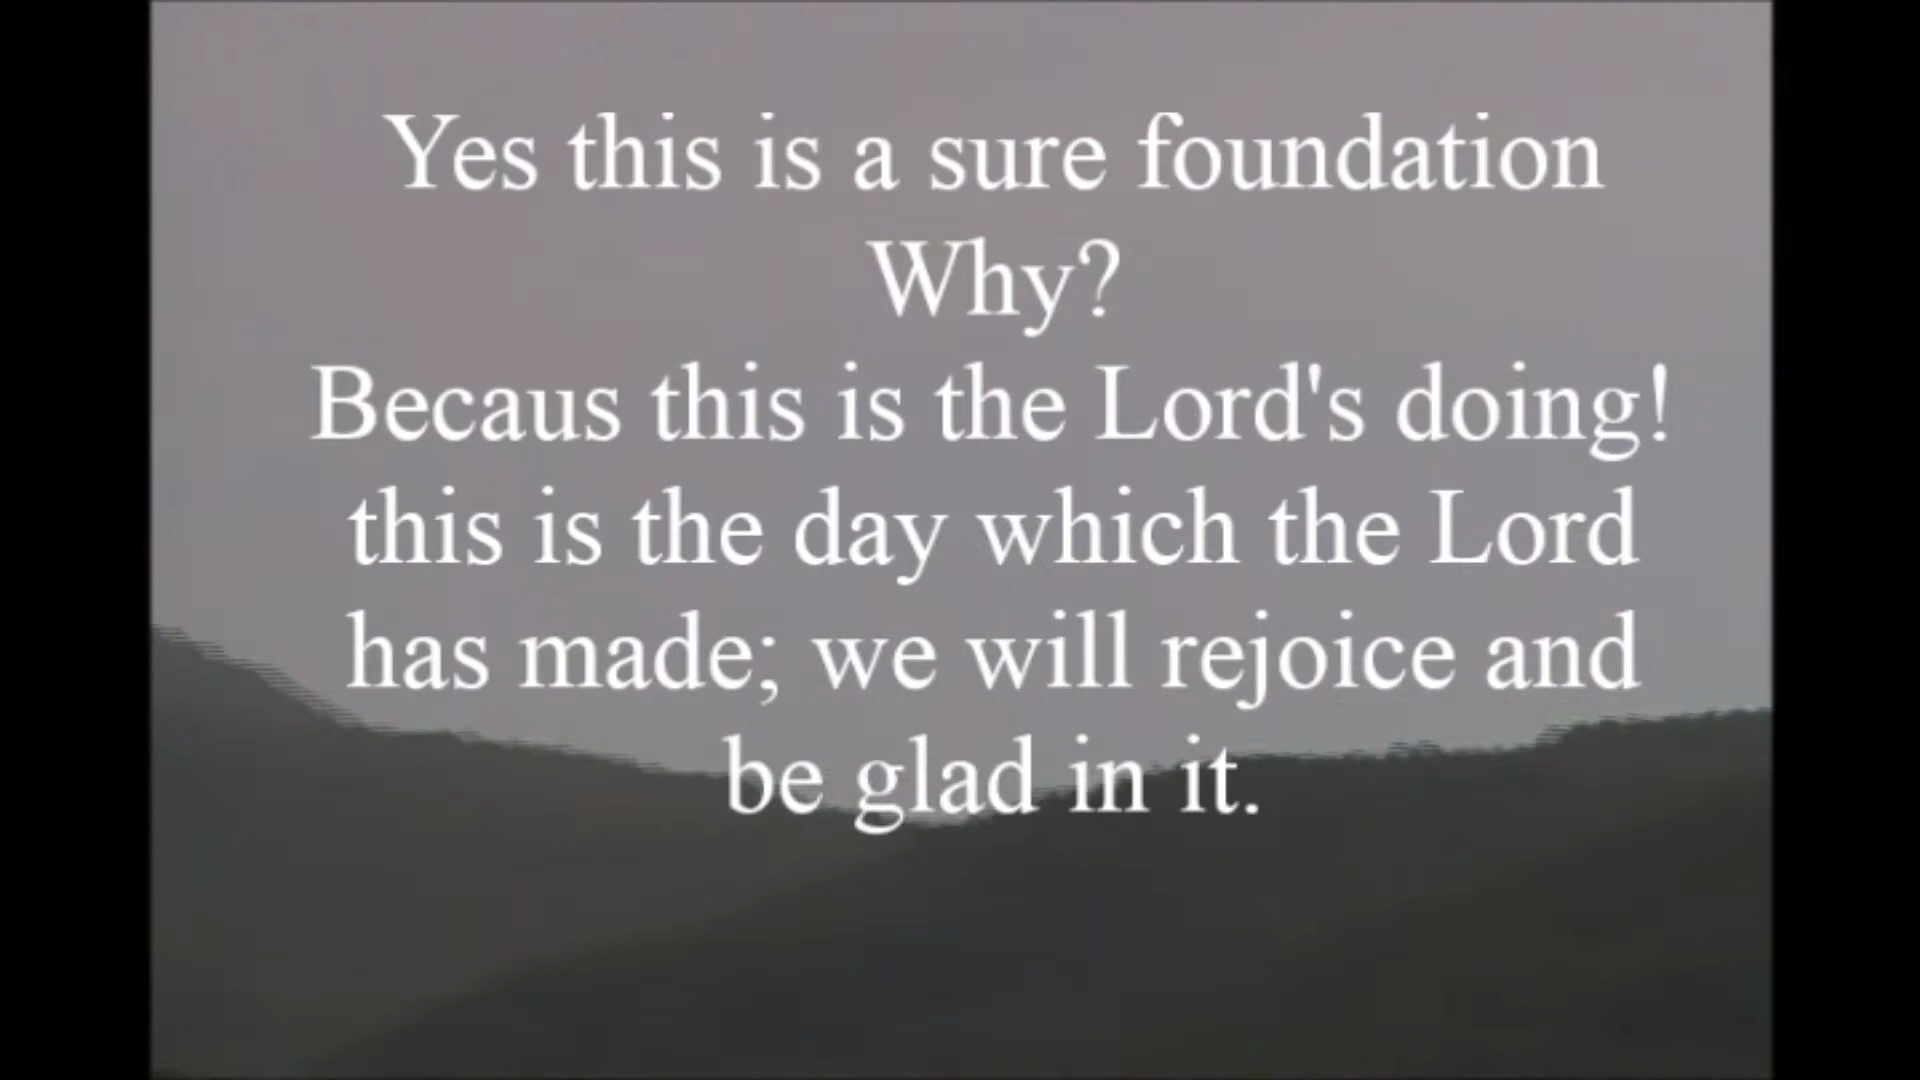 Yes this is a sure foundation
Why?
Becaus this is the Lord's doing!
this is the day which the Lord
has made; we will rejoice and
be glad in it.